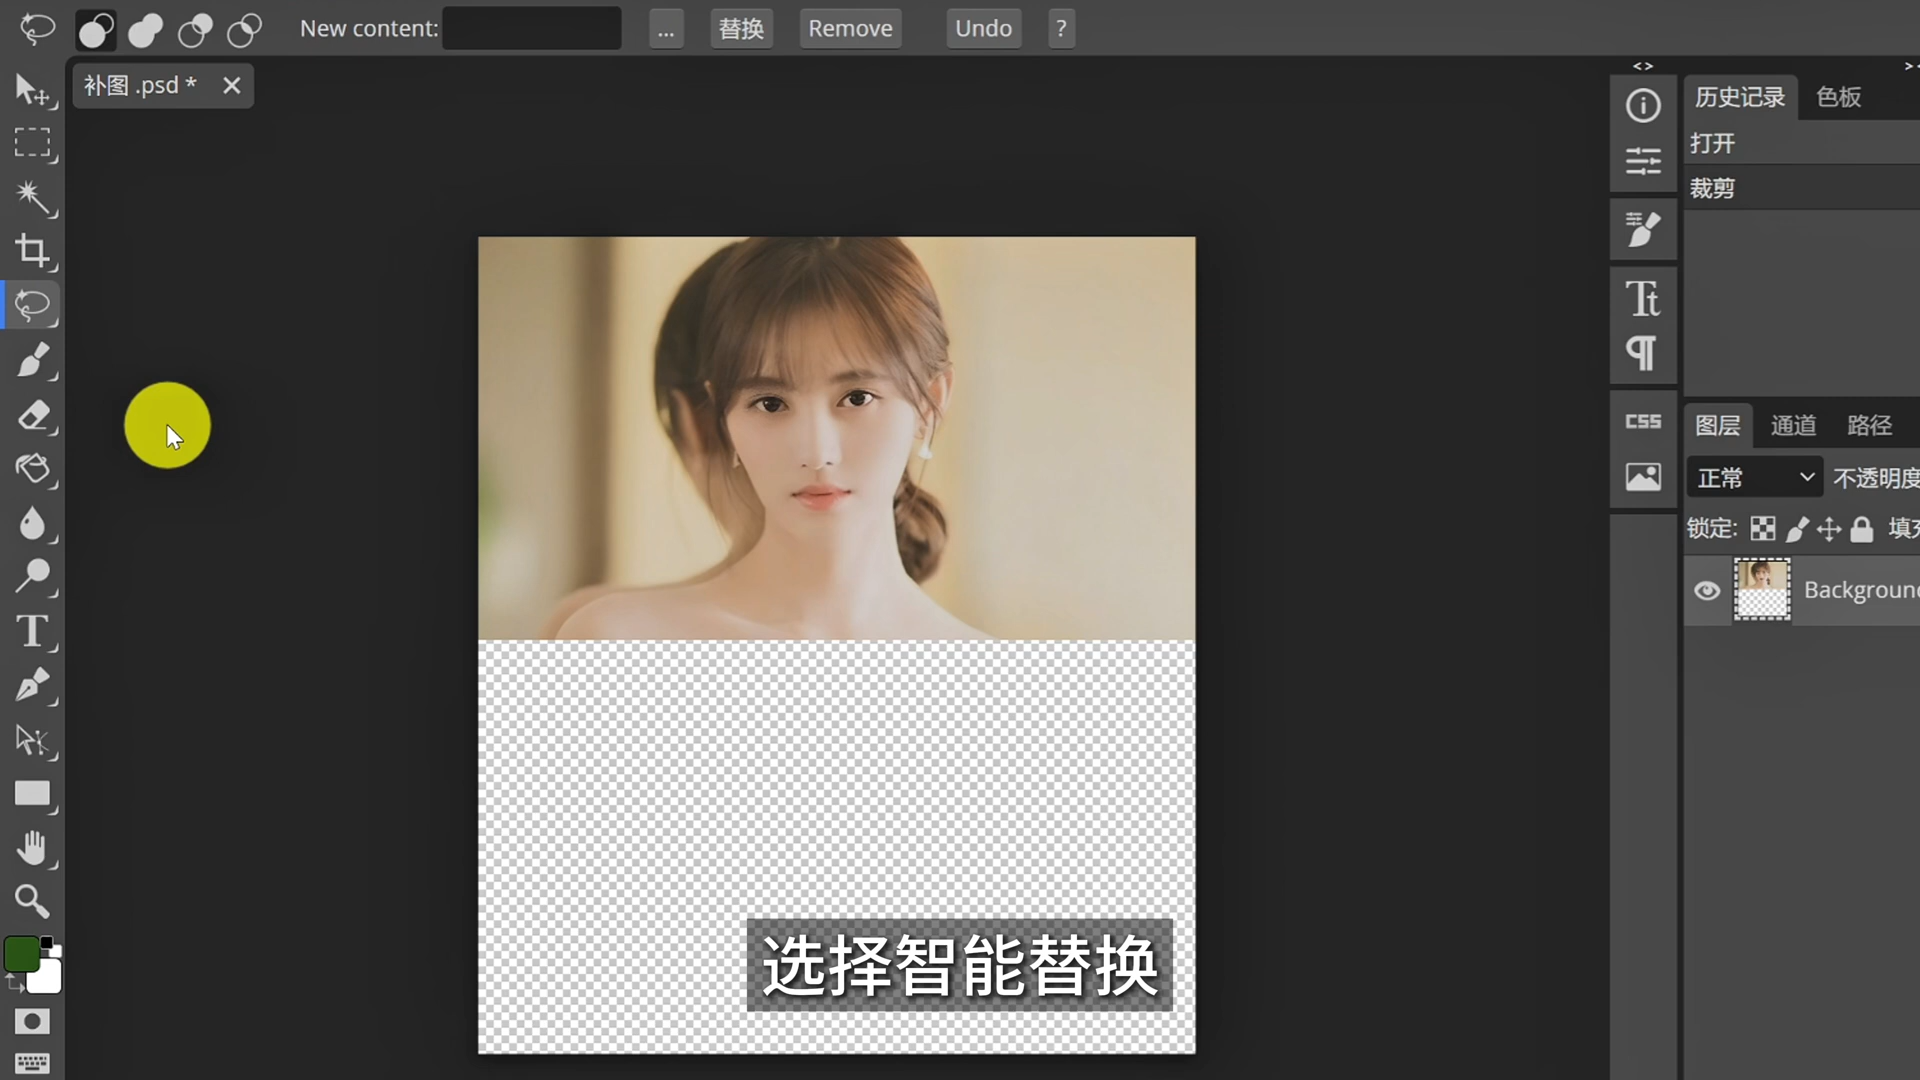 New content:
...
替换
Remove
Undo
?
补图 .psd *
历史记录
色板
打开
裁剪
CSS
图层
通道
路径
正常
不透明度
锁定:
Background
选择智能替换